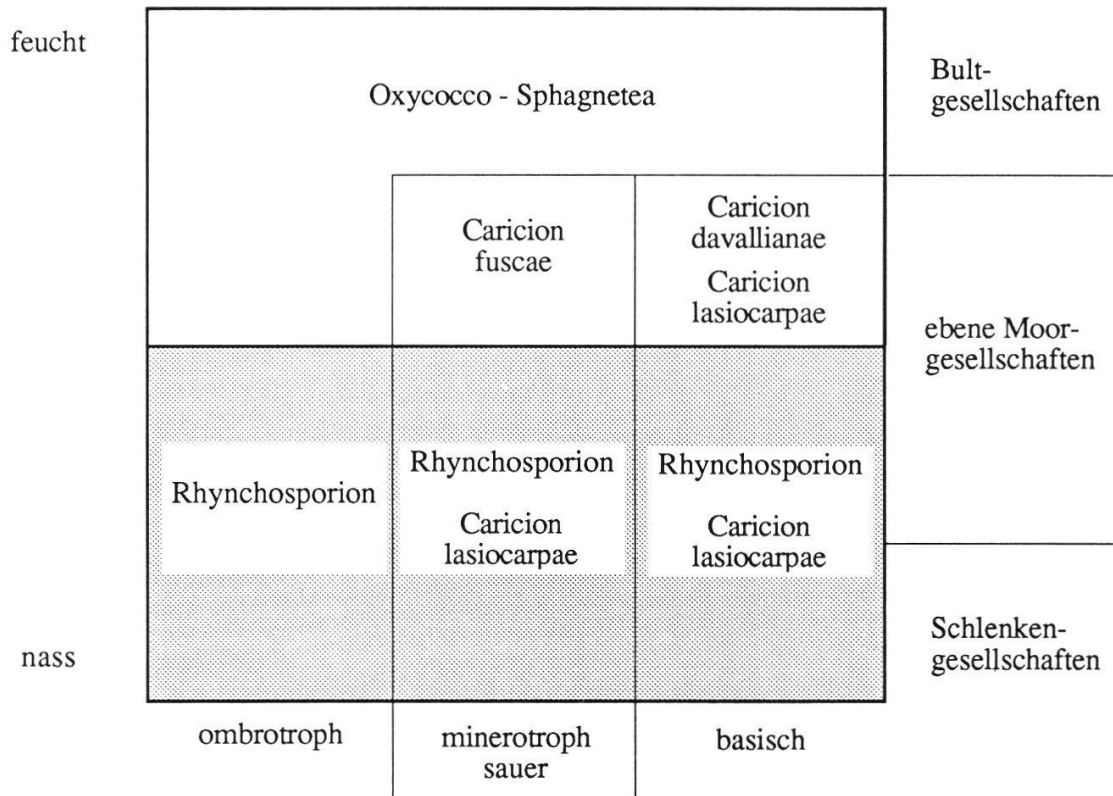 feucht
Oxycocco - Sphagnetea
Bult-
gesellschaften
Caricion
fuscae
Caricion
davallianae
Caricion
lasiocarpae
ebene Moor-
gesellschaften
Rhynchosporion
Rhynchosporion
Caricion
lasiocarpae
Rhynchosporion
Caricion
lasiocarpae
nass
Schlenken-
gesellschaften
ombrotroph
minerotroph
sauer
basisch